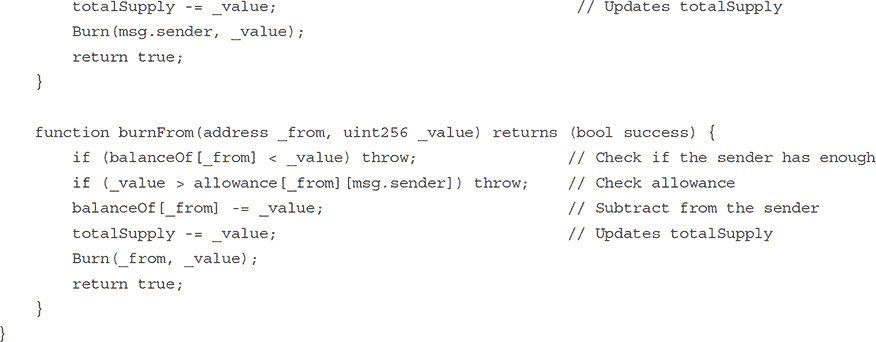 totalSupply -= _value;                                // Updates totalSupply
        Burn(msg.sender, _value);
        return true;
    }

    function burnFrom(address _from, uint256 _value) returns (bool success) {
        if (balanceOf[_from] < _value) throw;                // Check if the sender has enough
        if (_value > allowance[_from][msg.sender]) throw;    // Check allowance
        balanceOf[_from] -= _value;                          // Subtract from the sender
        totalSupply -= _value;                               // Updates totalSupply
        Burn(_from, _value);
        return true;
    }
}